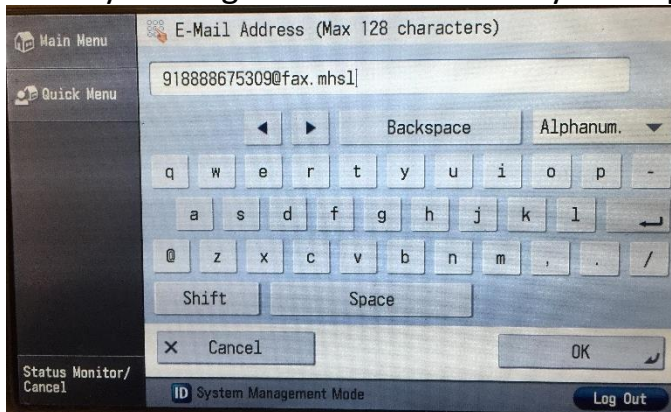 Main Menu
Quick Menu
E-Mail Address (Max 128 characters)
918888675309@fax.mhsl
Backspace
Alphanum.
q w e r t y u i o p -
a s d f g h j k l
@ z x c v b n m , . /
Shift
Space
Cancel
OK
Status Monitor/
Cancel
ID System Management Mode
Log Out